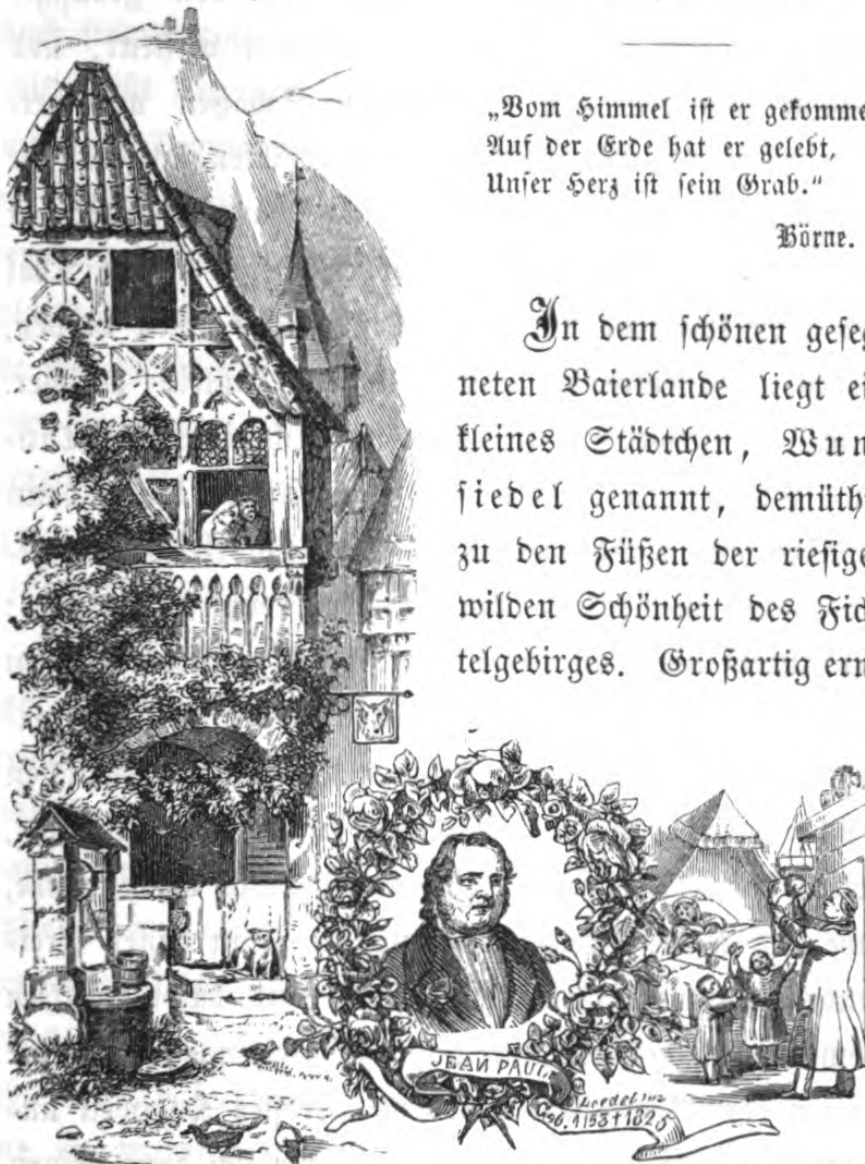 „Vom Himmel ist er gekomme
Auf der Erde hat er gelebt,
Unser Herz ist sein Grab.“
Börne.
In dem schönen geseg
neten Baierlande liegt ei
kleines Städtchen, Wun
siedel genannt, demüth
zu den Füßen der riesige
wilden Schönheit des Fich
telgebirges. Großartig ern
JEAN PAUL
Geb. 1763 † 1825